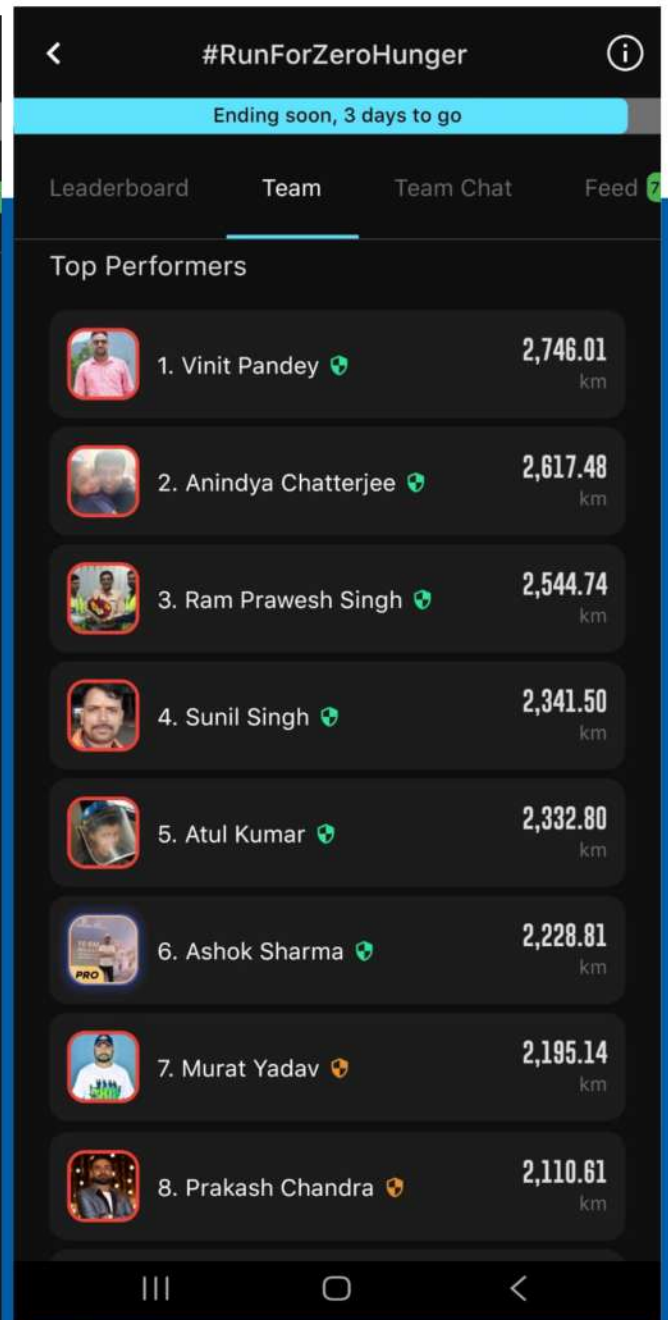 #RunForZeroHunger
Ending soon, 3 days to go
Leaderboard Team Team Chat Feed 7
Top Performers
1. Vinit Pandey 2,746.01
km
2. Anindya Chatterjee 2,617.48
km
3. Ram Prawesh Singh 2,544.74
km
4. Sunil Singh 2,341.50
km
5. Atul Kumar 2,332.80
km
6. Ashok Sharma 2,228.81
PRO km
7. Murat Yadav 2,195.14
km
8. Prakash Chandra 2,110.61
km